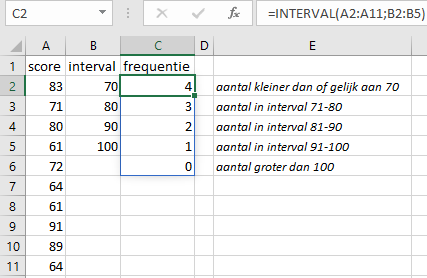 C2 =INTERVAL(A2:A11;B2:B5)
A B C D E
1 score interval frequentie
2 83 70 4 aantal kleiner dan of gelijk aan 70
3 71 80 3 aantal in interval 71-80
4 80 90 2 aantal in interval 81-90
5 61 100 1 aantal in interval 91-100
6 72 0 aantal groter dan 100
7 64
8 61
9 91
10 89
11 64